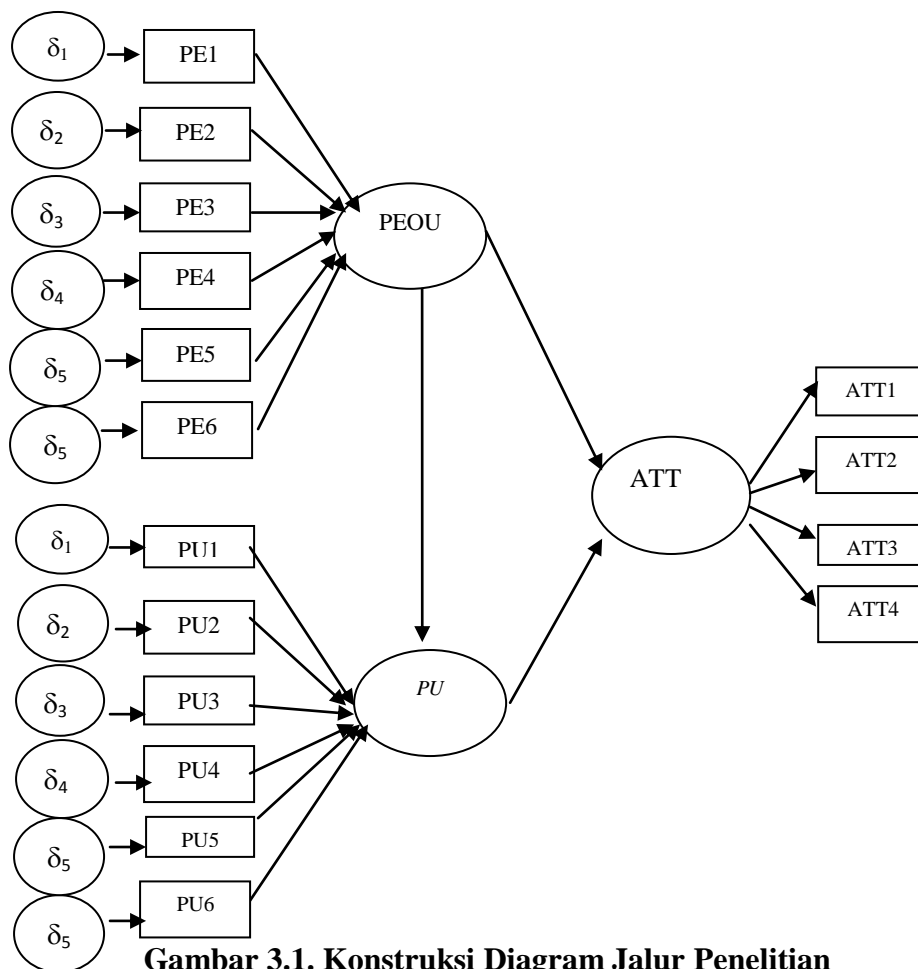 δ1 PE1
δ2 PE2
δ3 PE3
δ4 PE4
δ5 PE5
δ5 PE6
PEOU
δ1 PU1
δ2 PU2
δ3 PU3
δ4 PU4
δ5 PU5
δ5 PU6
PU
ATT
ATT1
ATT2
ATT3
ATT4
Gambar 3.1. Konstruksi Diagram Jalur Penelitian